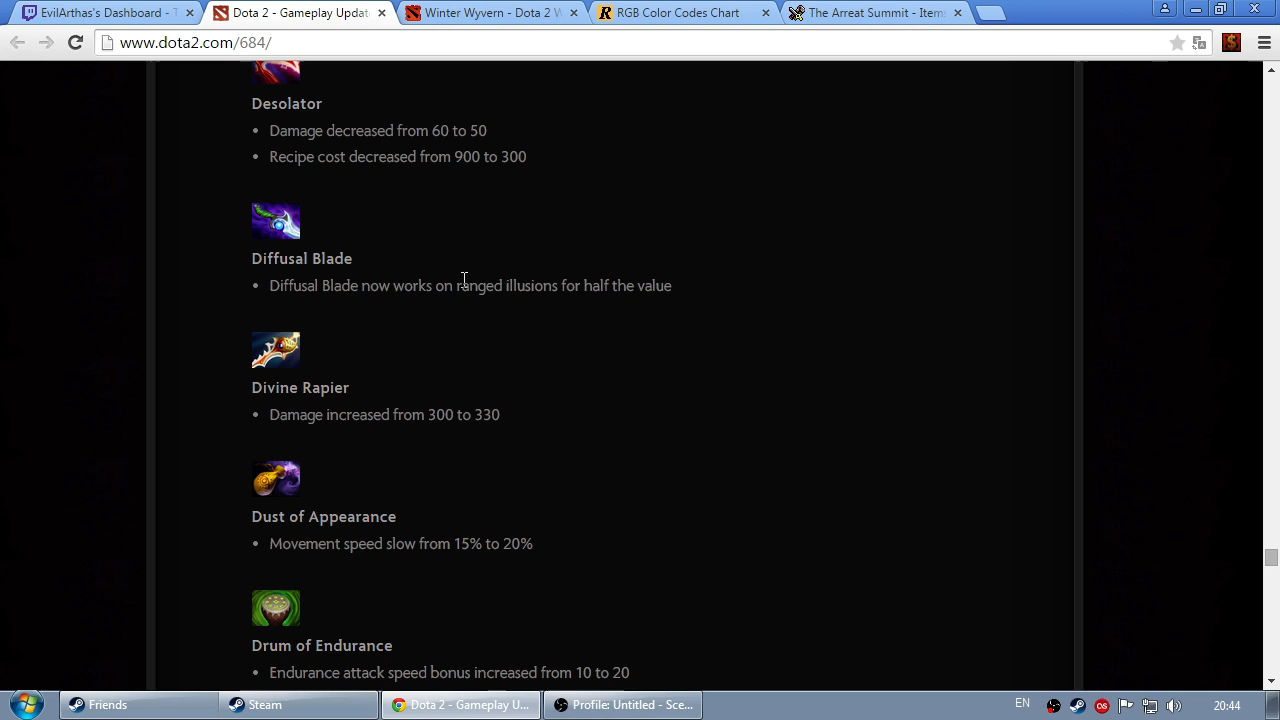 EvilArthas's Dashboard - T
Dota 2 - Gameplay Updat
Winter Wyvern - Dota 2 W
RGB Color Codes Chart
The Arreat Summit - Item
www.dota2.com/684/
Desolator
• Damage decreased from 60 to 50
• Recipe cost decreased from 900 to 300
Diffusal Blade
• Diffusal Blade now works on ranged illusions for half the value
Divine Rapier
• Damage increased from 300 to 330
Dust of Appearance
• Movement speed slow from 15% to 20%
Drum of Endurance
• Endurance attack speed bonus increased from 10 to 20
Friends
Steam
Dota 2 - Gameplay U...
Profile: Untitled - Sce...
EN
20:44